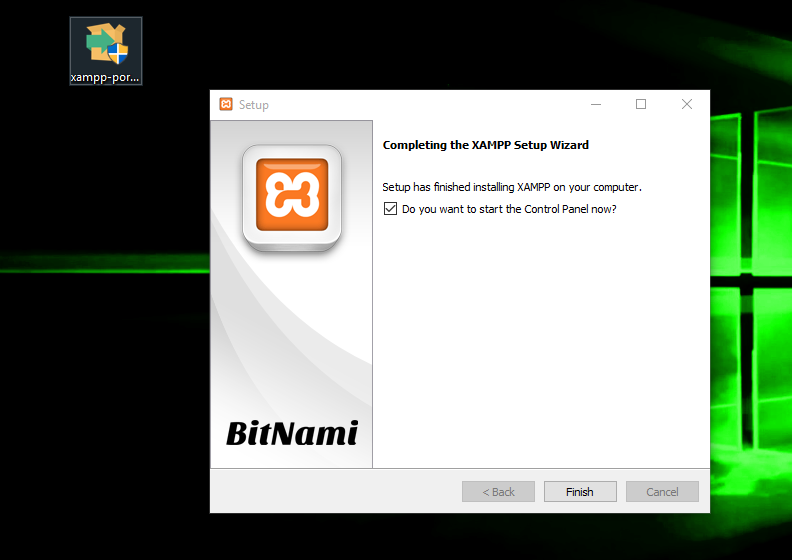 xampp-por...
Setup
Completing the XAMPP Setup Wizard
Setup has finished installing XAMPP on your computer.
Do you want to start the Control Panel now?
BitNami
< Back
Finish
Cancel